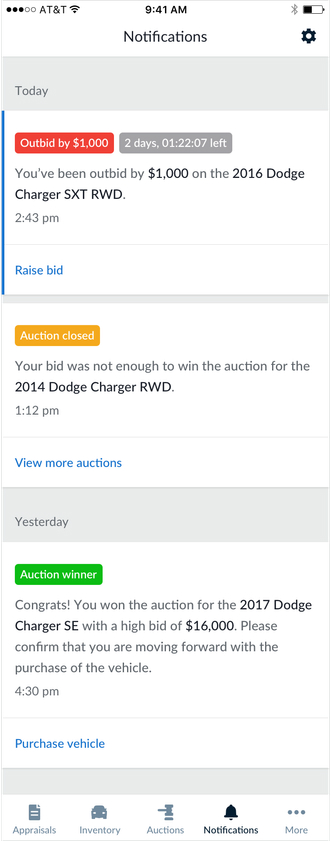 AT&T 9:41 AM
Notifications
Today
Outbid by $1,000 2 days, 01:22:07 left
You've been outbid by $1,000 on the 2016 Dodge
Charger SXT RWD.
2:43 pm
Raise bid
Auction closed
Your bid was not enough to win the auction for the
2014 Dodge Charger RWD.
1:12 pm
View more auctions
Yesterday
Auction winner
Congrats! You won the auction for the 2017 Dodge
Charger SE with a high bid of $16,000. Please
confirm that you are moving forward with the
purchase of the vehicle.
4:30 pm
Purchase vehicle
Appraisals Inventory Auctions Notifications More